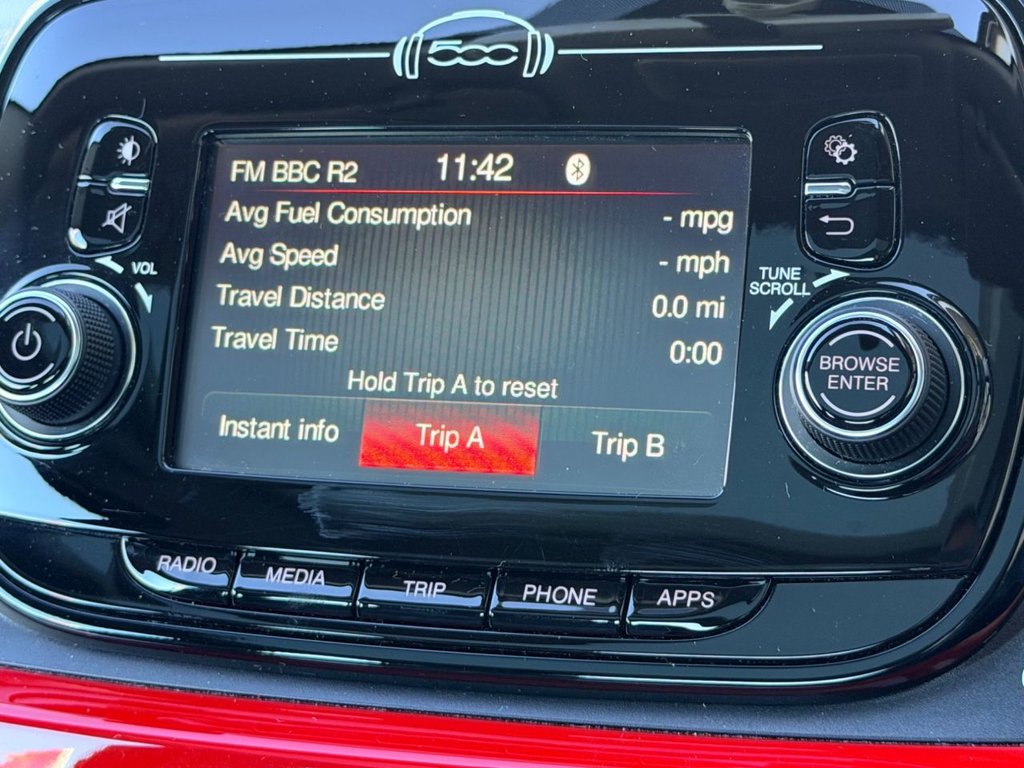 500
FM BBC R2 11:42
Avg Fuel Consumption - mpg
Avg Speed - mph
Travel Distance 0.0 mi
Travel Time 0:00
Hold Trip A to reset
Instant info Trip A Trip B
VOL
TUNE
SCROLL
BROWSE
ENTER
RADIO MEDIA TRIP PHONE APPS